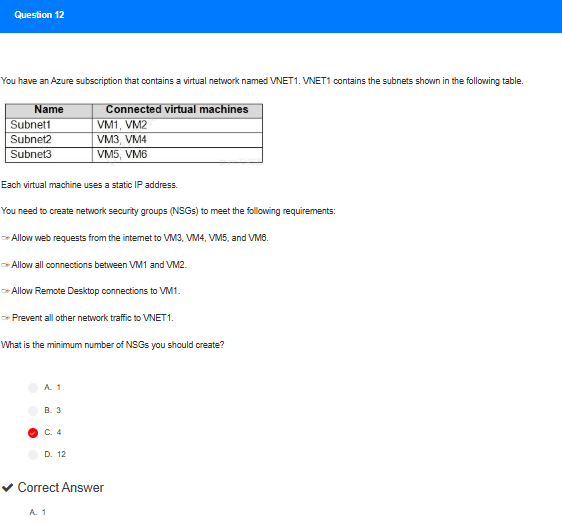 Question 12
You have an Azure subscription that contains a virtual network named VNET1. VNET1 contains the subnets shown in the following table.
Name Connected virtual machines
Subnet1 VM1, VM2
Subnet2 VM3, VM4
Subnet3 VM5, VM6
Each virtual machine uses a static IP address.
You need to create network security groups (NSGs) to meet the following requirements:
Allow web requests from the internet to VM3, VM4, VM5, and VM6.
Allow all connections between VM1 and VM2.
Allow Remote Desktop connections to VM1.
Prevent all other network traffic to VNET1.
What is the minimum number of NSGs you should create?
A. 1
B. 3
C. 4
D. 12
Correct Answer
A. 1